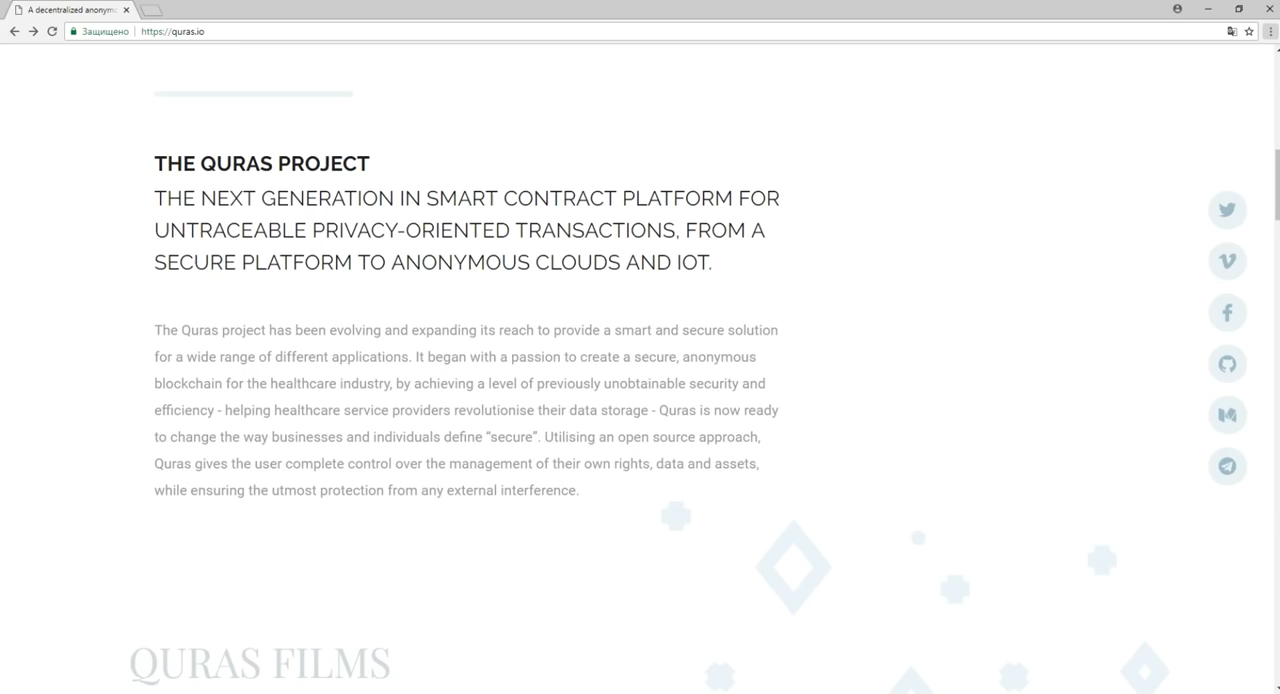 A decentralized anonym
Защищено
https://quras.io
THE QURAS PROJECT
THE NEXT GENERATION IN SMART CONTRACT PLATFORM FOR
UNTRACEABLE PRIVACY-ORIENTED TRANSACTIONS, FROM A
SECURE PLATFORM TO ANONYMOUS CLOUDS AND IOT.
The Quras project has been evolving and expanding its reach to provide a smart and secure solution
for a wide range of different applications. It began with a passion to create a secure, anonymous
blockchain for the healthcare industry, by achieving a level of previously unobtainable security and
efficiency - helping healthcare service providers revolutionise their data storage - Quras is now ready
to change the way businesses and individuals define “secure”. Utilising an open source approach,
Quras gives the user complete control over the management of their own rights, data and assets,
while ensuring the utmost protection from any external interference.
QURAS FILMS